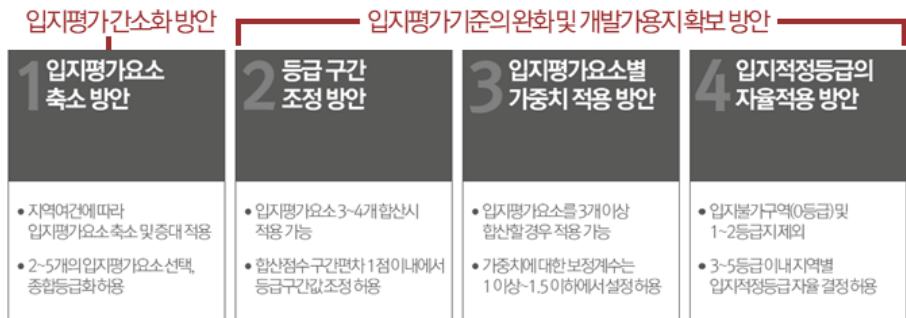 입지평가 간소화 방안
입지평가 기준의 완화 및 개발가용지 확보 방안
1 입지평가요소
축소 방안
• 지역여건에 따라
입지평가요소 축소 및 증대 적용
• 2~5개의 입지평가요소 선택,
종합등급화 허용
2 등급 구간
조정 방안
• 입지평가요소 3~4개 합산시
적용 가능
• 합산점수 구간편차 1점 이내에서
등급구간값 조정 허용
3 입지평가요소별
가중치 적용 방안
• 입지평가요소를 3개 이상
합산할 경우 적용 가능
• 가중치에 대한 보정계수는
1이상~1.5이하에서 설정 허용
4 입지적정등급의
자율적용 방안
• 입지불가구역(0등급) 및
1~2등급지 제외
• 3~5등급 이내 지역별
입지적정등급 자율 결정 허용